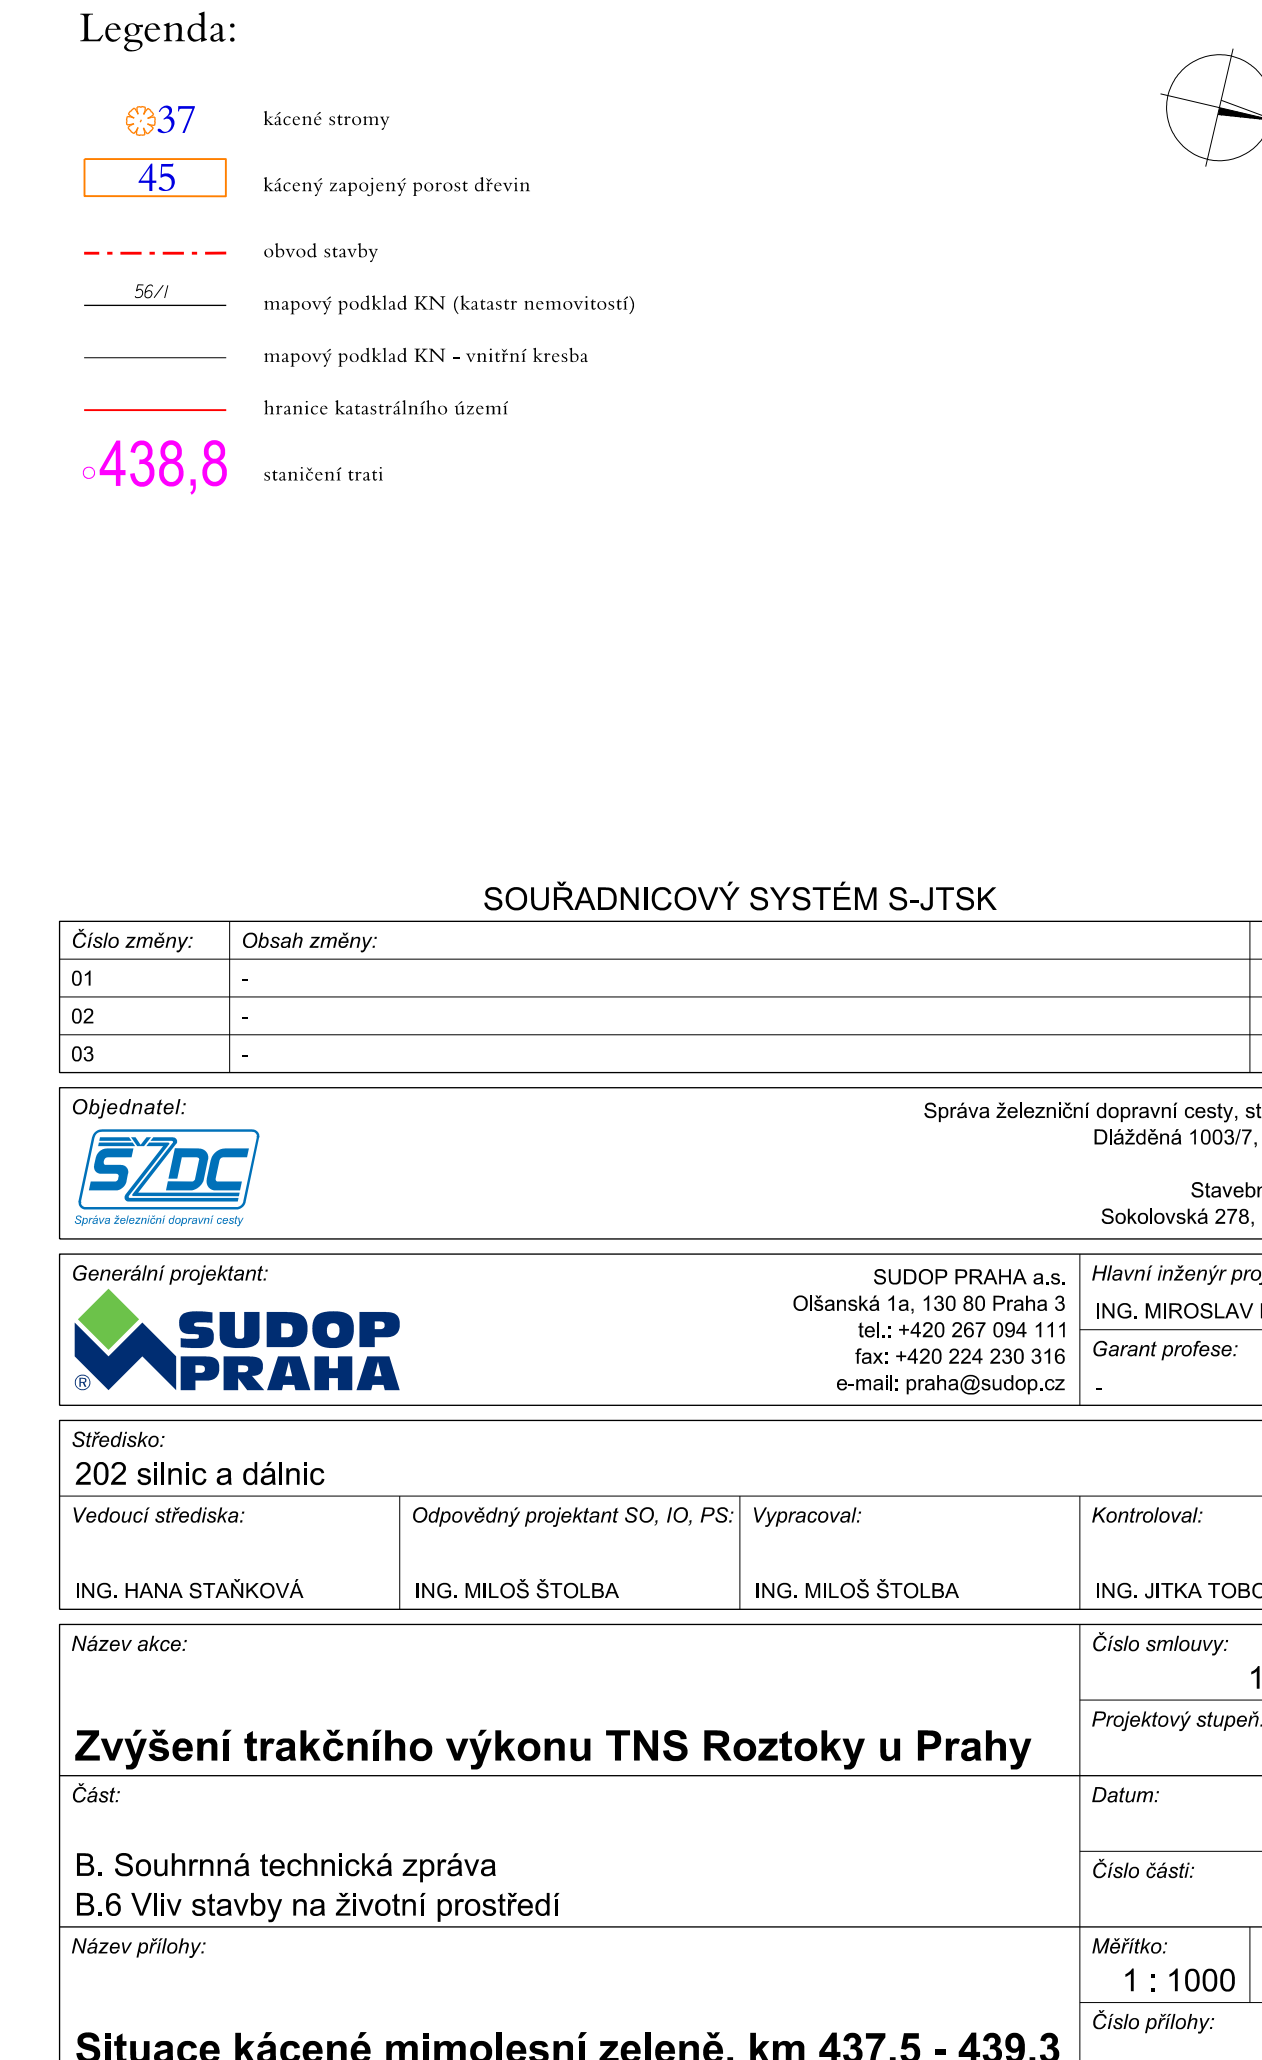 Legenda:
37 kácené stromy
45 kácený zapojený porost dřevin
obvod stavby
56/1 mapový podklad KN (katastr nemovitostí)
mapový podklad KN - vnitřní kresba
hranice katastrálního území
438,8 staničení trati
SOUŘADNICOVÝ SYSTÉM S-JTSK
Číslo změny: Obsah změny:
01 -
02 -
03 -
Objednatel:
Správa železniční dopravní cesty,
Dlážděná 1003/7,
SŽDC
Správa železniční dopravní cesty
Sokolovská 278,
Generální projektant:
SUDOP PRAHA
®
SUDOP PRAHA a.s.
Olšanská 1a, 130 80 Praha 3
tel.: +420 267 094 111
fax: +420 224 230 316
e-mail: praha@sudop.cz
Hlavní inženýr
ING. MIROSLAV
Garant profese:
-
Středisko:
202 silnic a dálnic
Vedoucí střediska: Odpovědný projektant SO, IO, PS: Vypracoval: Kontroloval:
ING. HANA STAŇKOVÁ ING. MILOŠ ŠTOLBA ING. MILOŠ ŠTOLBA ING. JITKA
Název akce:
Zvýšení trakčního výkonu TNS Roztoky u Prahy
Číslo smlouvy:
Projektový stupeň:
Část:
B. Souhrnná technická zpráva
B.6 Vliv stavby na životní prostředí
Datum:
Číslo části:
Název přílohy:
Situace kácené mimolesní zeleně, km 437,5 - 439,3
Měřítko:
1 : 1000
Číslo přílohy: